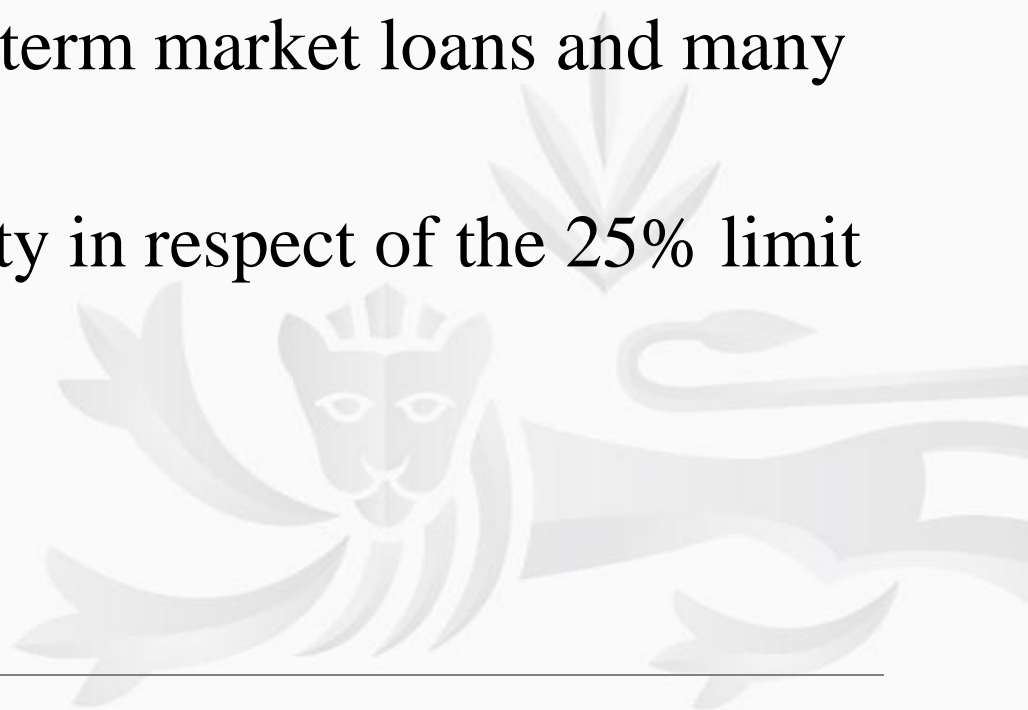 term market loans and many
ty in respect of the 25% limit